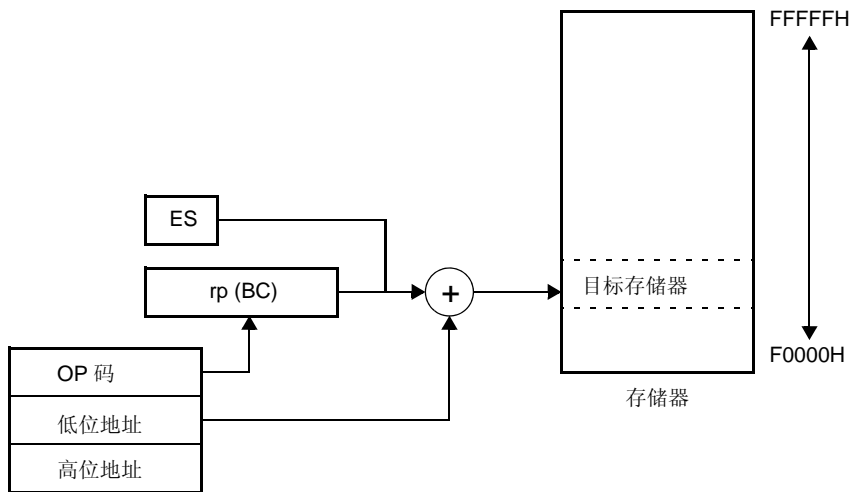 FFFFFH
ES
rp (BC)
+
目标存储器
OP 码
F0000H
低位地址
存储器
高位地址